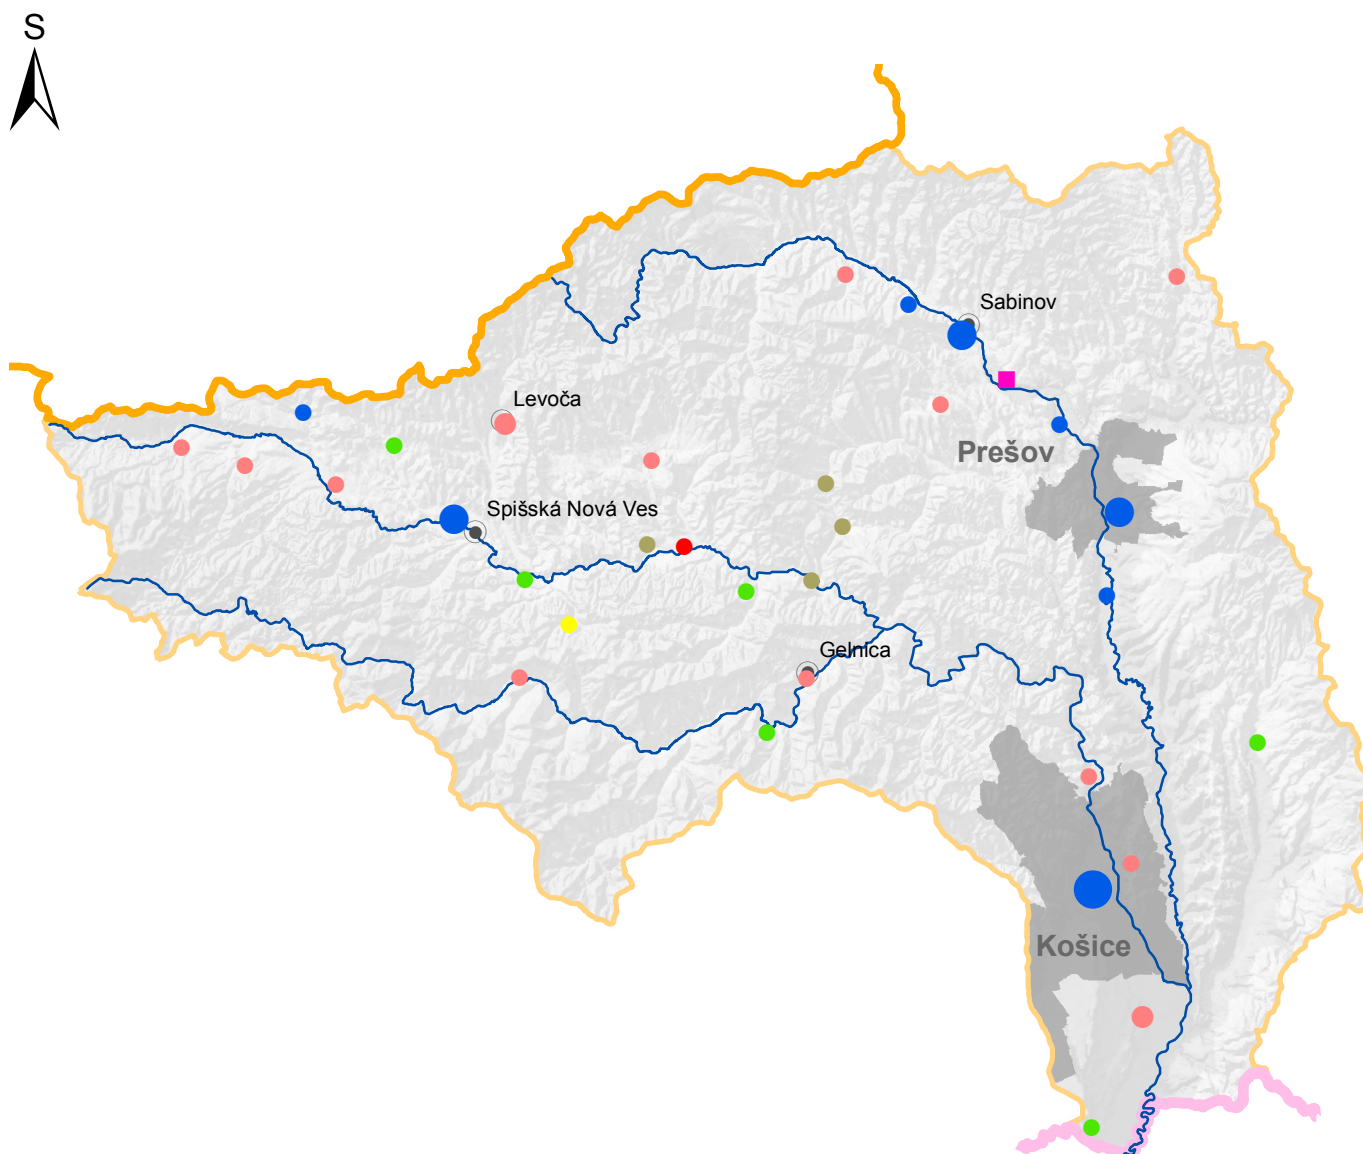 S
Sabinov
Levoča
Prešov
Spišská Nová Ves
Gelnica
Košice